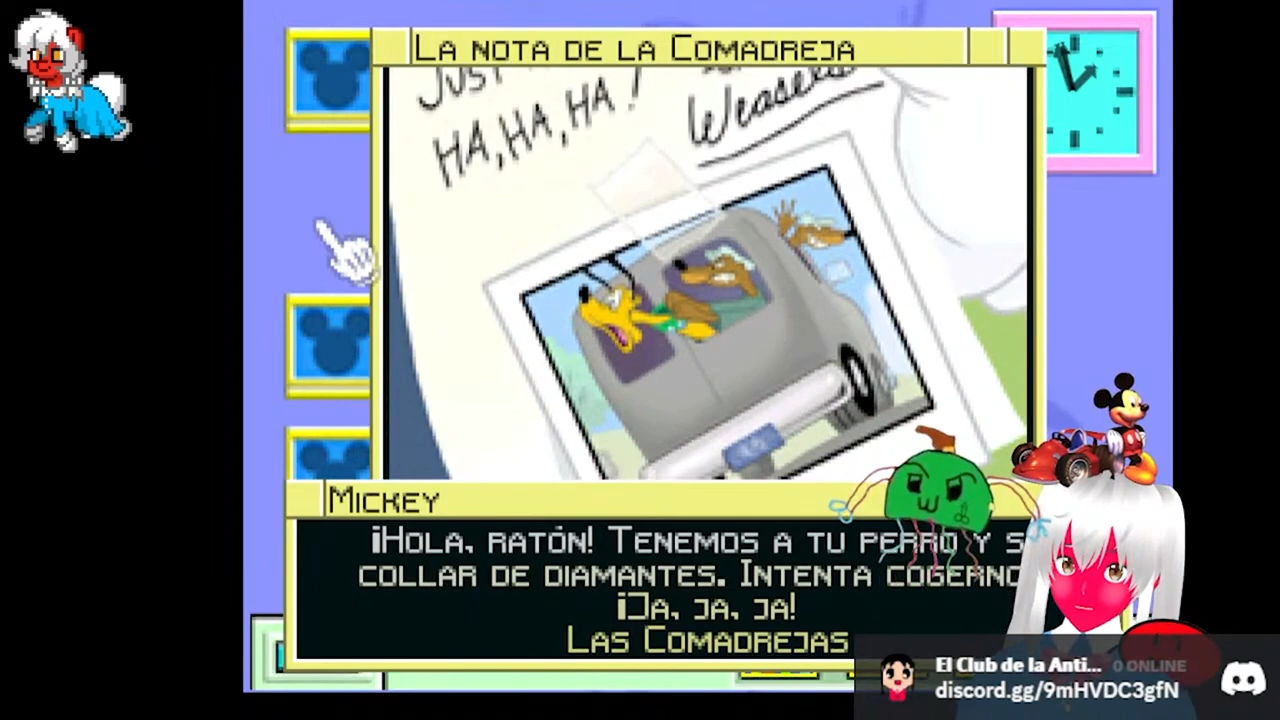 La nota de la Comadreja
JUST
HA, HA, HA!
Weasels
Mickey
¡Hola, ratón! Tenemos a tu perro y s
collar de diamantes. Intenta cogerno
¡Ja, ja, ja!
Las Comadrejas
El Club de la Anti... 0 ONLINE
discord.gg/9mHVDC3gfN